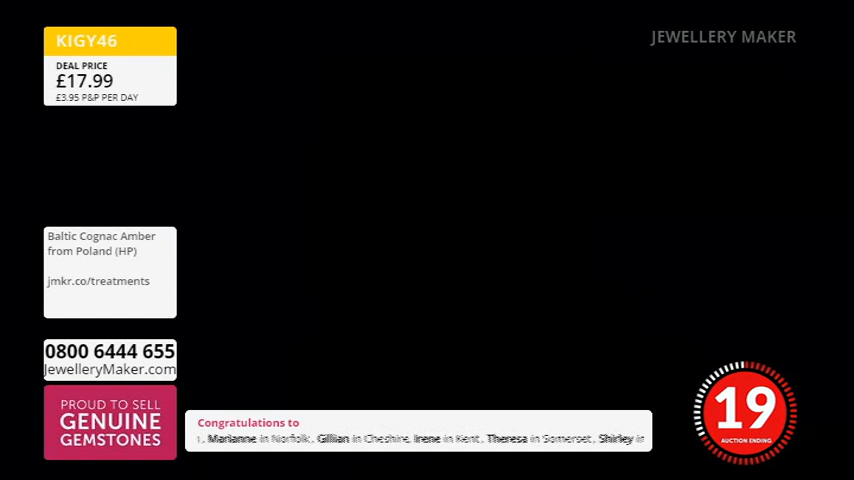 KIGY46
JEWELLERY MAKER
DEAL PRICE
£17.99
£3.95 P&P PER DAY
Baltic Cognac Amber
from Poland (HP)
jmkr.co/treatments
0800 6444 655
JewelleryMaker.com
PROUD TO SELL
GENUINE
GEMSTONES
Congratulations to
, Marianne in Norfolk, Gillian in Cheshire, Irene in Kent, Theresa in Somerset, Shirley in
19
AUCTION ENDING